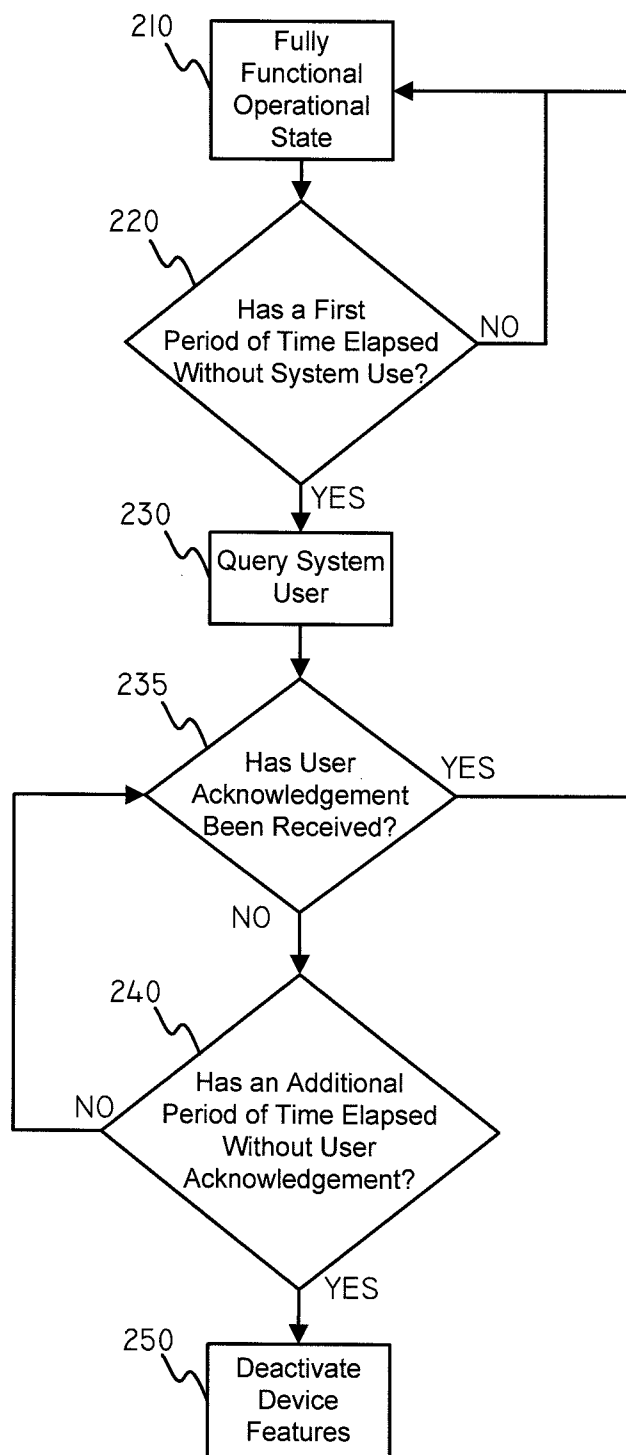 210
Fully
Functional
Operational
State
220
Has a First
Period of Time Elapsed
Without System Use?
NO
YES
230
Query System
User
235
Has User
Acknowledgement
Been Received?
YES
NO
240
Has an Additional
Period of Time Elapsed
Without User
Acknowledgement?
NO
YES
250
Deactivate
Device
Features